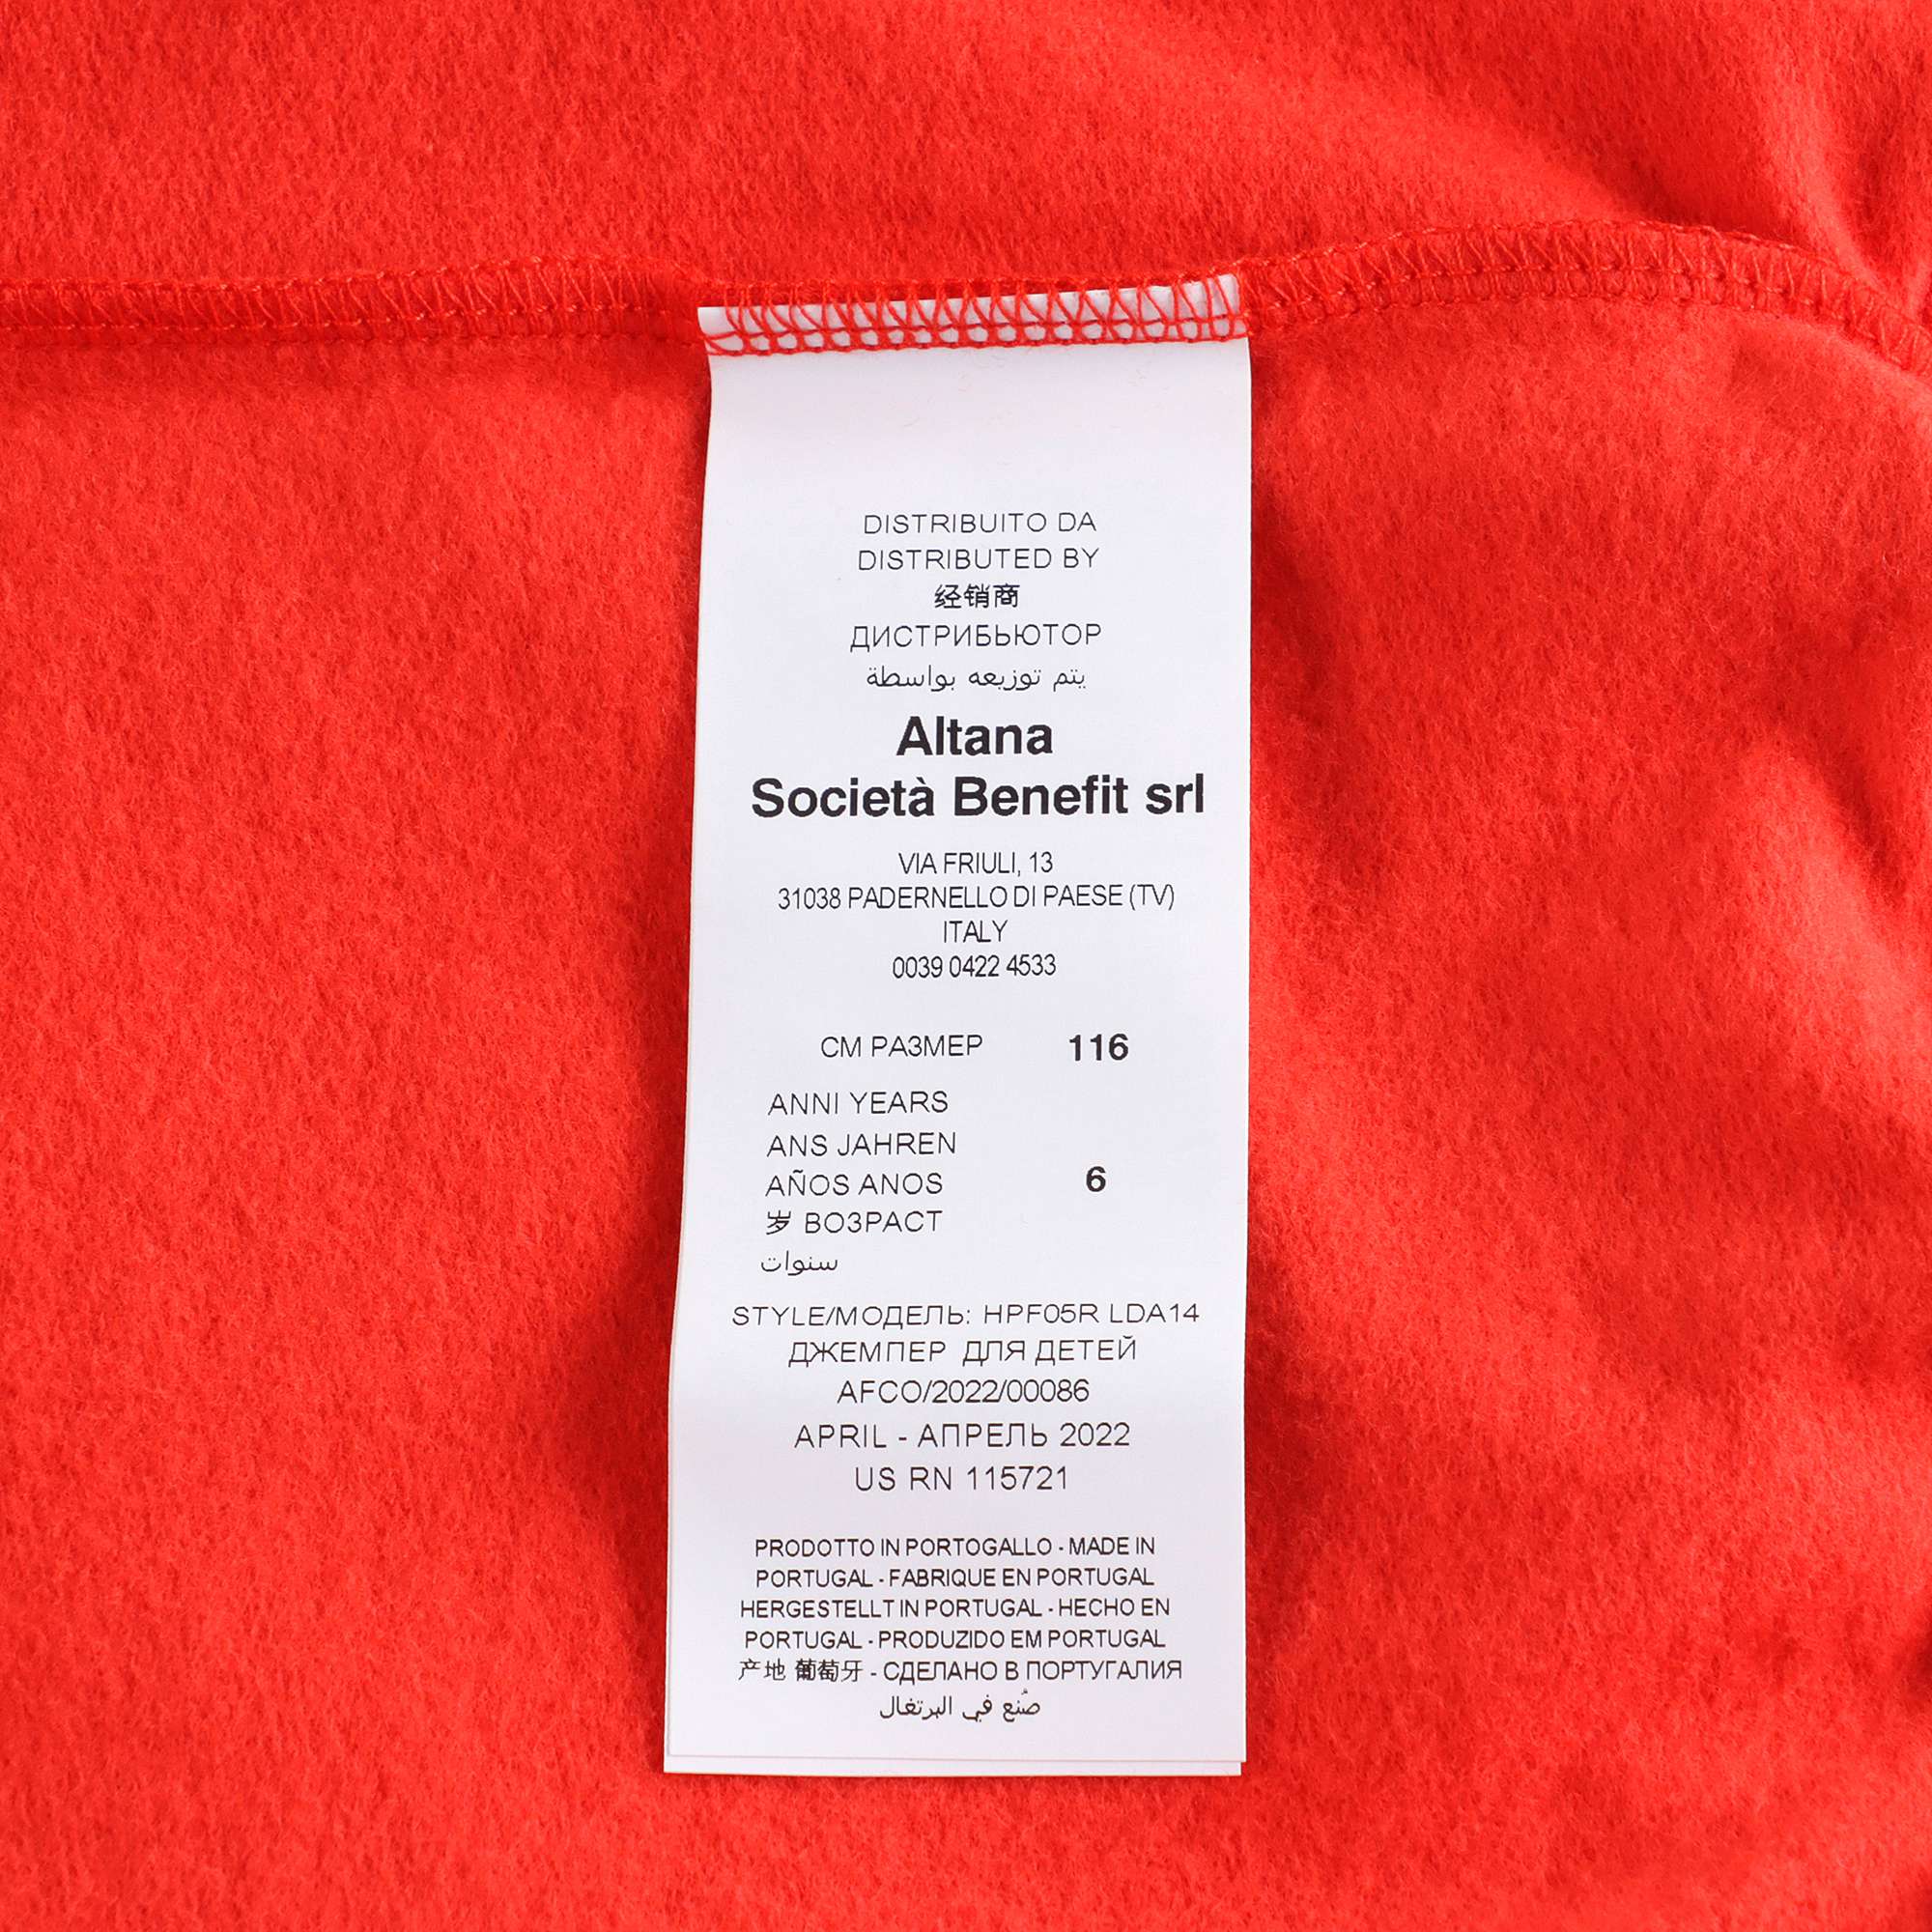 DISTRIBUITO DA
DISTRIBUTED BY
经销商
ДИСТРИБЬЮТОР
يتم توزيعه بواسطة
Altana
Società Benefit srl
VIA FRIULI, 13
31038 PADERNELLO DI PAESE (TV)
ITALY
0039 0422 4533
СМ РАЗМЕР 116
ANNI YEARS
ANS JAHREN
AÑOS ANOS 6
岁 ВОЗРАСТ
سنوات
STYLE/МОДЕЛЬ: HPF05R LDA14
ДЖЕМПЕР ДЛЯ ДЕТЕЙ
AFCO/2022/00086
APRIL - АПРЕЛЬ 2022
US RN 115721
PRODOTTO IN PORTOGALLO - MADE IN
PORTUGAL - FABRIQUE EN PORTUGAL
HERGESTELLT IN PORTUGAL - HECHO EN
PORTUGAL - PRODUZIDO EM PORTUGAL
产地 葡萄牙 - СДЕЛАНО В ПОРТУГАЛИЯ
صُنع في البرتغال